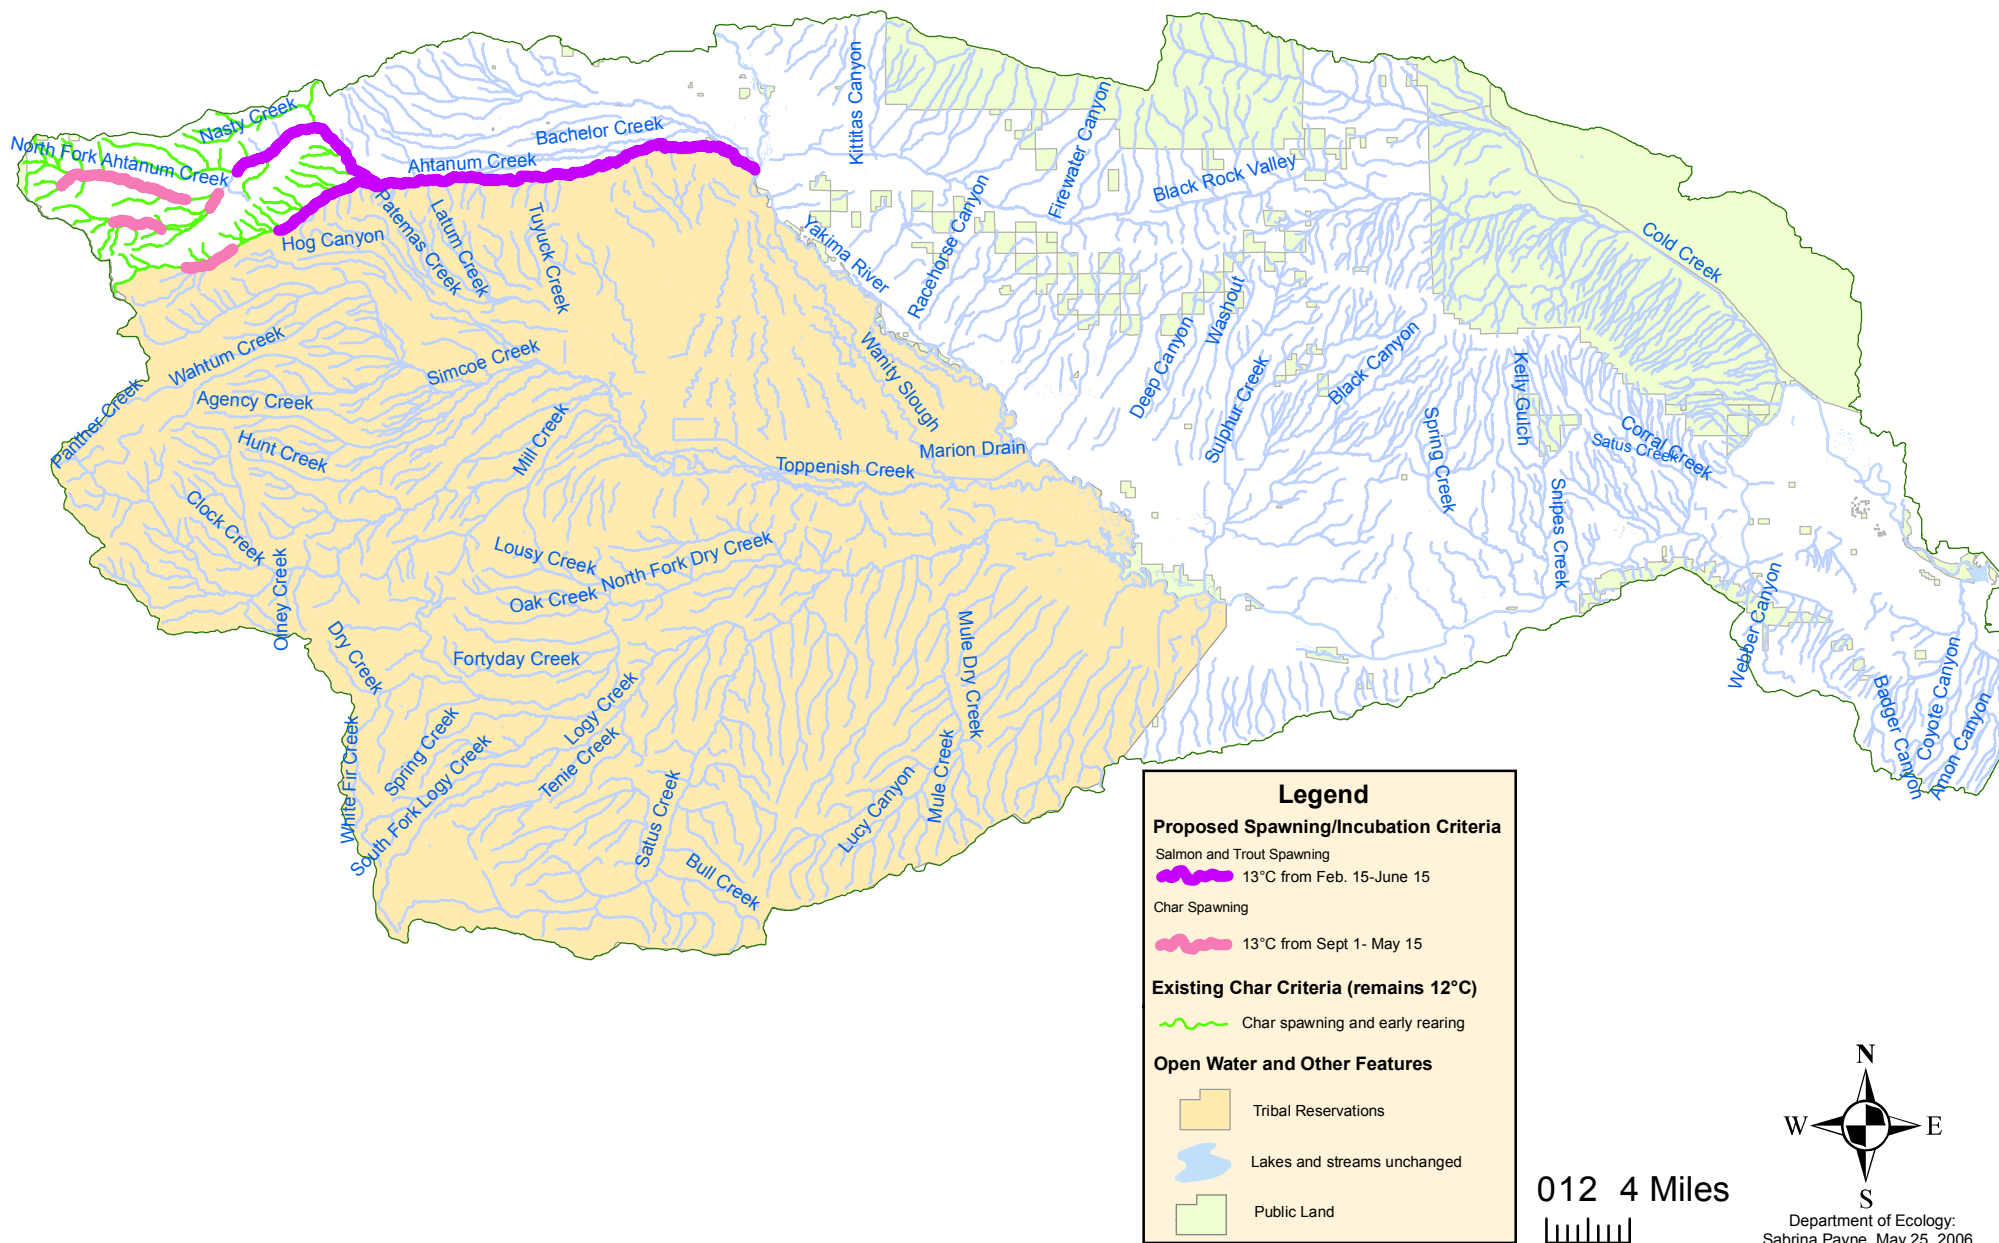 Kittitas Canyon
Nasty Creek
North Fork Ahtanum Creek
Bachelor Creek
Ahtanum Creek
Firewater Canyon
Black Rock Valley
Racehorse Canyon
Hog Canyon
Patemas Creek
Latum Creek
Tuyuck Creek
Yakima River
Cold Creek
Washout
Deep Canyon
Wahtum Creek
Simcoe Creek
Wanity Slough
Sulphur Creek
Black Canyon
Kelly Gulch
Panther Creek
Agency Creek
Hunt Creek
Mill Creek
Marion Drain
Toppenish Creek
Spring Creek
Corral Creek
Satus Creek
Clock Creek
Snipes Creek
Lousy Creek
North Fork Dry Creek
Oak Creek
Olney Creek
Dry Creek
Fortyday Creek
Mule Dry Creek
Webber Canyon
Logy Creek
Spring Creek
Tenie Creek
White Fir Creek
South Fork Logy Creek
Satus Creek
Bull Creek
Lucy Canyon
Mule Creek
Badger Canyon
Coyote Canyon
Amon Canyon
Legend
Proposed Spawning/Incubation Criteria
Salmon and Trout Spawning
13°C from Feb. 15-June 15
Char Spawning
13°C from Sept 1- May 15
Existing Char Criteria (remains 12°C)
Char spawning and early rearing
Open Water and Other Features
Tribal Reservations
Lakes and streams unchanged
Public Land
012 4 Miles
N
W E
S
Department of Ecology:
Sabrina Payne, May 25, 2006